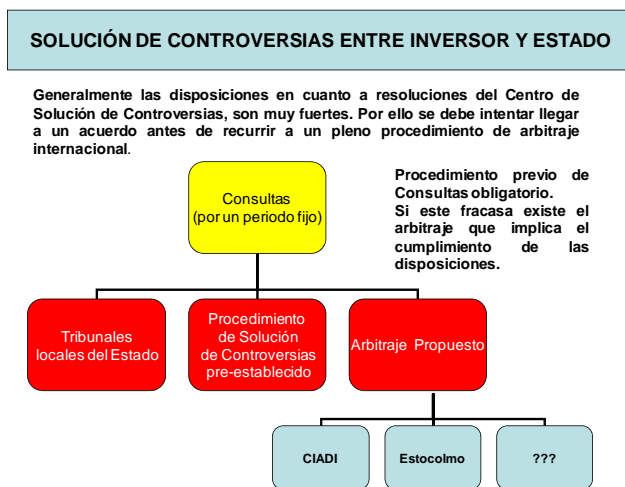 SOLUCIÓN DE CONTROVERSIAS ENTRE INVERSOR Y ESTADO
Generalmente las disposiciones en cuanto a resoluciones del Centro de
Solución de Controversias, son muy fuertes. Por ello se debe intentar llegar
a un acuerdo antes de recurrir a un pleno procedimiento de arbitraje
internacional.
Consultas
(por un periodo fijo)
Procedimiento previo de
Consultas obligatorio.
Si este fracasa existe el
arbitraje que implica el
cumplimiento de las
disposiciones.
Tribunales
locales del Estado
Procedimiento
de Solución
de Controversias
pre-establecido
Arbitraje Propuesto
CIADI
Estocolmo
???